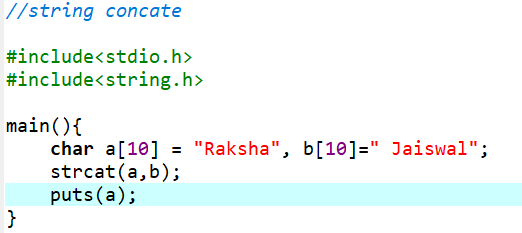 //string concate
#include<stdio.h>
#include<string.h>
main(){
char a[10] = "Raksha", b[10]=" Jaiswal";
strcat(a,b);
puts(a);
}